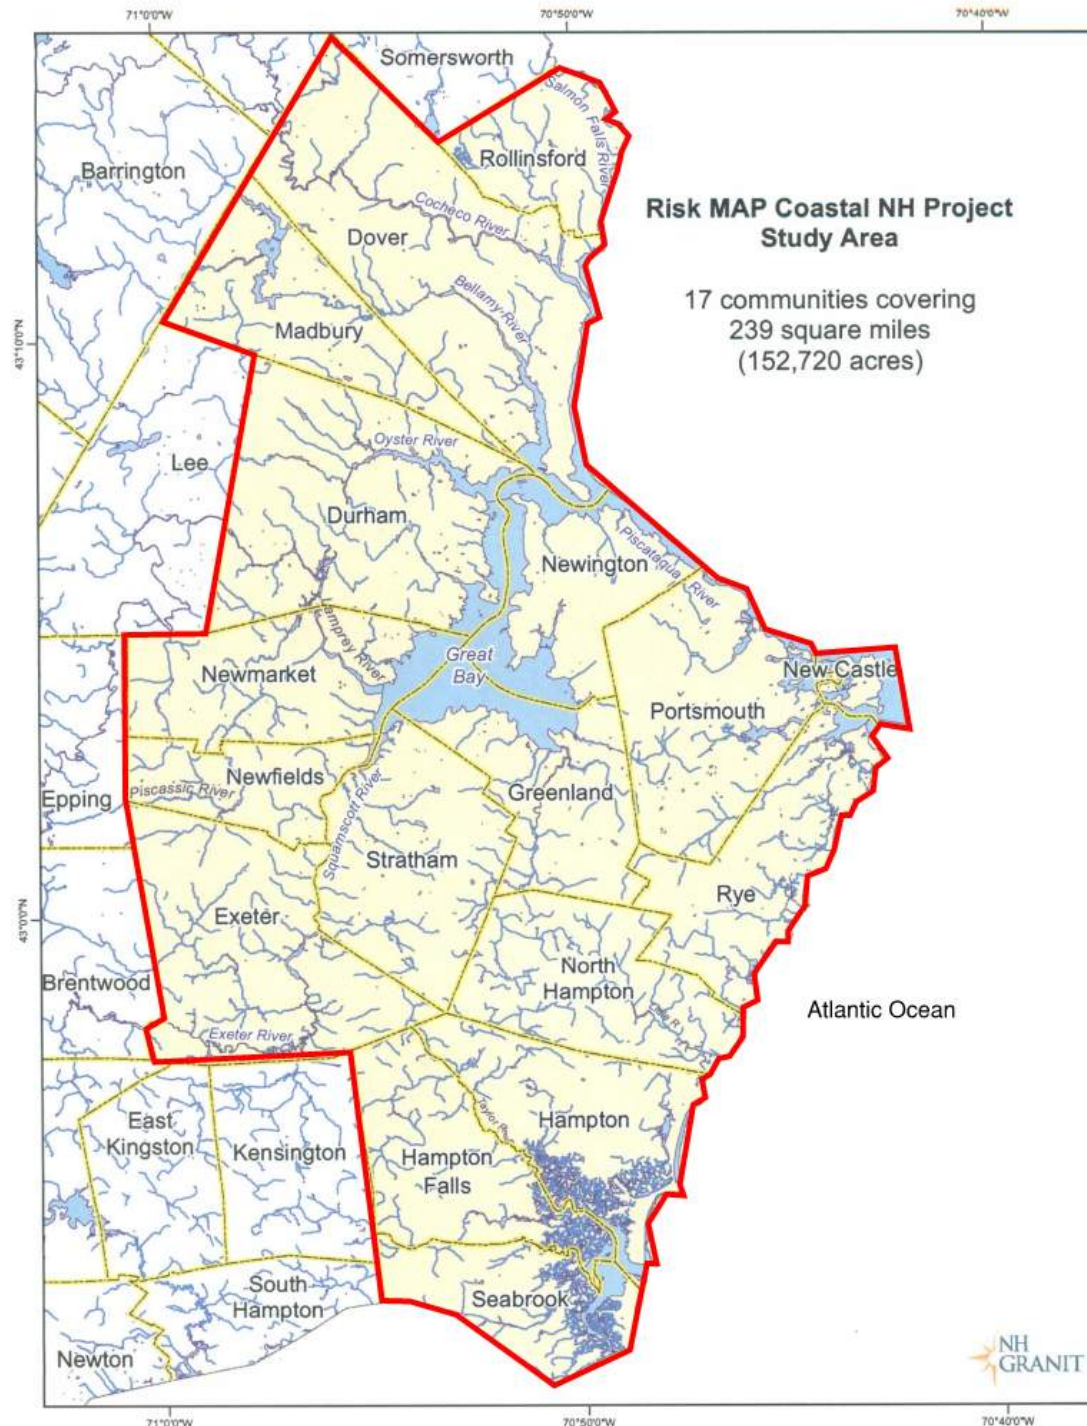 71°0'0"W
70°50'0"W
70°40'0"W
Somersworth
Salmon Falls River
Barrington
Rollinsford
Cocheco River
Dover
Risk MAP Coastal NH Project
Study Area
17 communities covering
239 square miles
(152,720 acres)
Bellamy River
Madbury
43°10'0"N
Oyster River
Lee
Durham
Newington
Piscataqua River
Lamprey River
Great
Bay
Newmarket
New Castle
Portsmouth
Newfields
Piscassic River
Epping
Squamscott River
Greenland
Stratham
Rye
Exeter
43°0'0"N
North
Hampton
Brentwood
Atlantic Ocean
Exeter River
Taylor River
Hampton
East
Kingston
Kensington
Hampton
Falls
South
Hampton
Seabrook
Newton
NH
GRANIT
71°0'0"W
70°50'0"W
70°40'0"W